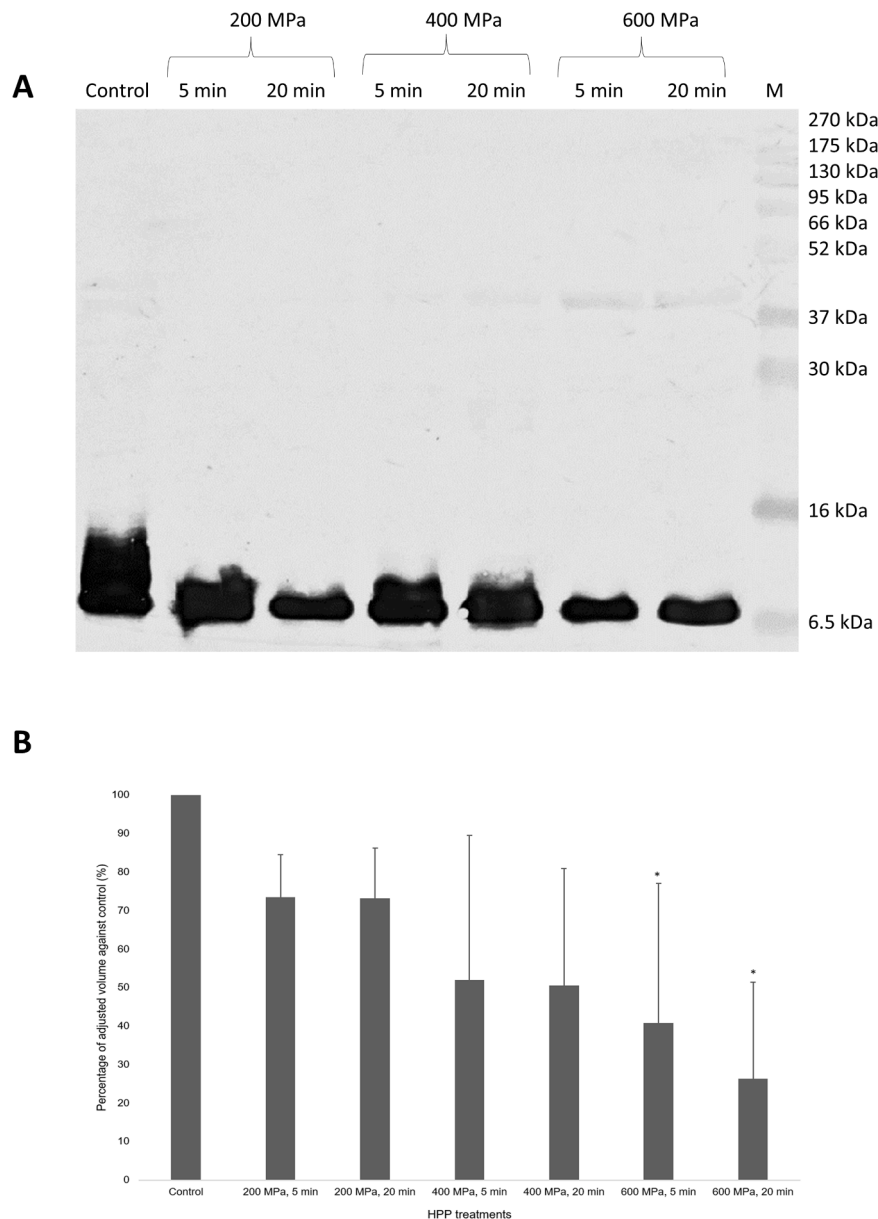 200 MPa 400 MPa 600 MPa
A
Control 5 min 20 min 5 min 20 min 5 min 20 min M
270 kDa
175 kDa
130 kDa
95 kDa
66 kDa
52 kDa
37 kDa
30 kDa
16 kDa
6.5 kDa
B
100
90
80
70
60
50
40
30
20
10
0
Percentage of adjusted volume against control (%)
*
*
Control 200 MPa, 5 min 200 MPa, 20 min 400 MPa, 5 min 400 MPa, 20 min 600 MPa, 5 min 600 MPa, 20 min
HPP treatments